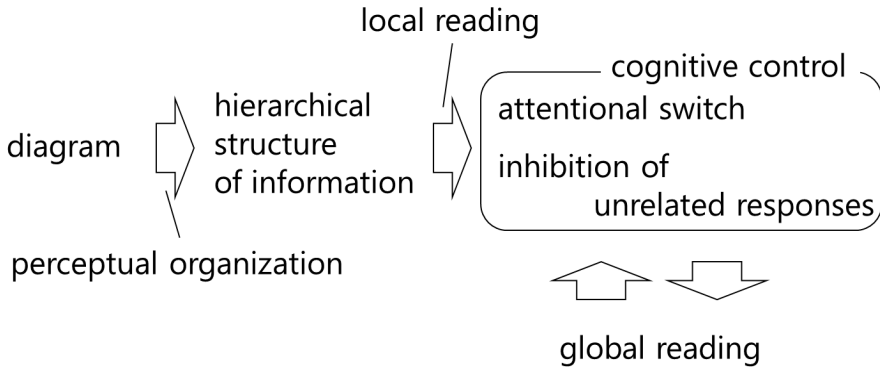 local reading
cognitive control
hierarchical
attentional switch
diagram
structure
of information
inhibition of
unrelated responses
perceptual organization
global reading